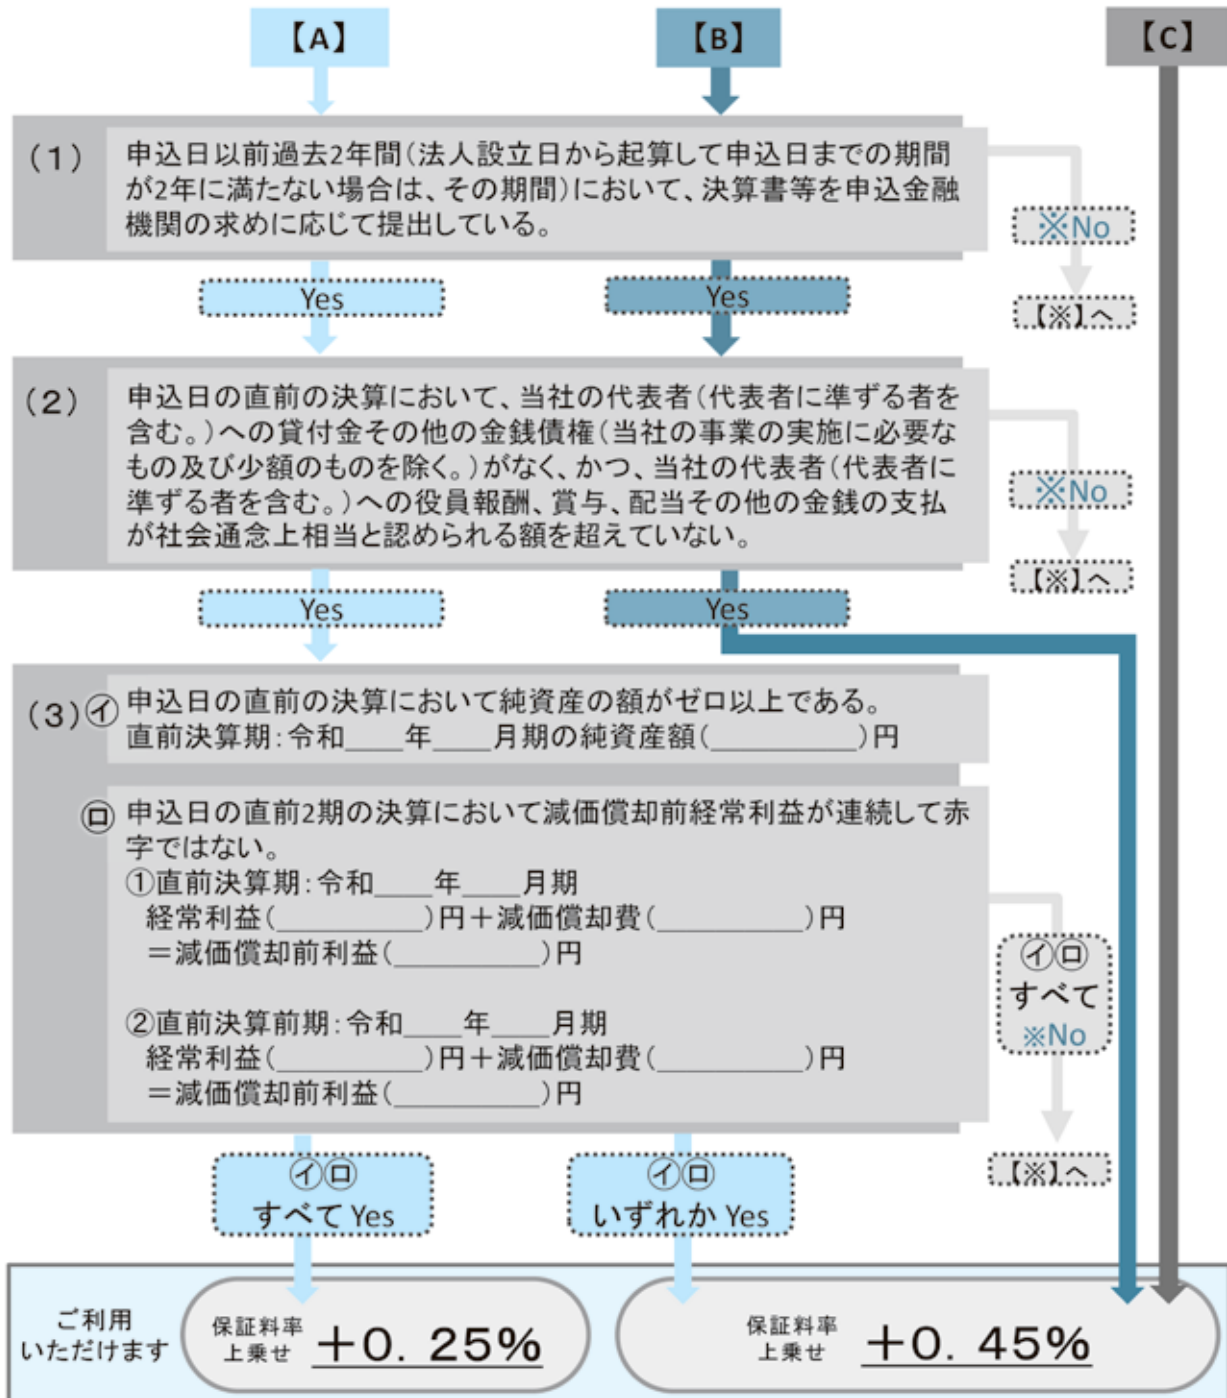 【A】
【B】
【C】
(1)
申込日以前過去2年間(法人設立日から起算して申込日までの期間
が2年に満たない場合は、その期間)において、決算書等を申込金融
機関の求めに応じて提出している。
※No
【※】へ
Yes
Yes
(2)
申込日の直前の決算において、当社の代表者(代表者に準ずる者を
含む。)への貸付金その他の金銭債権(当社の事業の実施に必要な
もの及び少額のものを除く。)がなく、かつ、当社の代表者(代表者に
準ずる者を含む。)への役員報酬、賞与、配当その他の金銭の支払
が社会通念上相当と認められる額を超えていない。
※No
【※】へ
Yes
Yes
(3)
㋑ 申込日の直前の決算において純資産の額がゼロ以上である。
直前決算期:令和____年____月期の純資産額(__________)円
㋺ 申込日の直前2期の決算において減価償却前経常利益が連続して赤
字ではない。
①直前決算期:令和____年____月期
経常利益(__________)円+減価償却費(__________)円
=減価償却前利益(__________)円
②直前決算前期:令和____年____月期
経常利益(__________)円+減価償却費(__________)円
=減価償却前利益(__________)円
㋑㋺
すべて
※No
【※】へ
㋑㋺
すべて Yes
㋑㋺
いずれか Yes
ご利用
いただけます
保証料率
上乗せ
+0. 25%
保証料率
上乗せ
+0. 45%